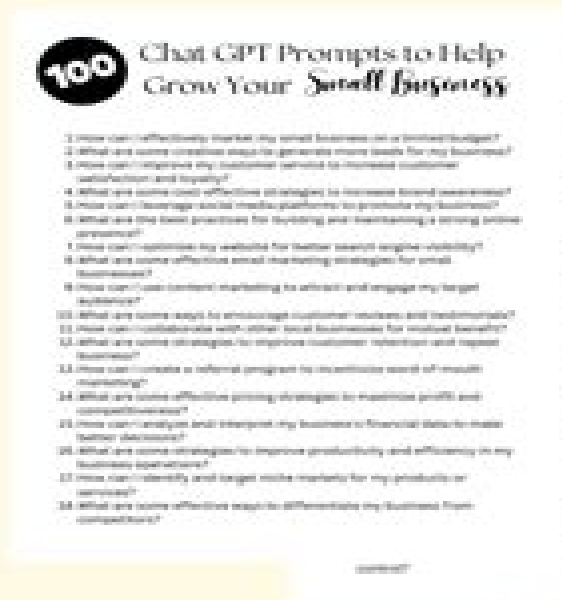 100
Chat GPT Prompts to Help
Grow Your Small Business
1. How can I effectively market my small business on a limited budget?
2. What are some creative ways to generate more leads for my business?
3. How can I improve my customer service to increase customer
satisfaction and loyalty?
4. What are some cost-effective strategies to increase brand awareness?
5. How can I leverage social media platforms to promote my business?
6. What are the best practices for building and maintaining a strong online
presence?
7. How can I optimize my website for better search engine visibility?
8. What are some effective email marketing strategies for small
businesses?
9. How can I use content marketing to attract and engage my target
audience?
10. What are some ways to encourage customer reviews and testimonials?
11. How can I collaborate with other local businesses for mutual benefit?
12. What are some strategies to improve customer retention and repeat
business?
13. How can I create a referral program to incentivize word-of-mouth
marketing?
14. What are some effective pricing strategies to maximize profit and
competitiveness?
15. How can I analyze and interpret my business's financial data to make
better decisions?
16. What are some strategies to improve productivity and efficiency in my
business operations?
17. How can I identify and target niche markets for my products or
services?
18. What are some effective ways to differentiate my business from
competitors?
control?